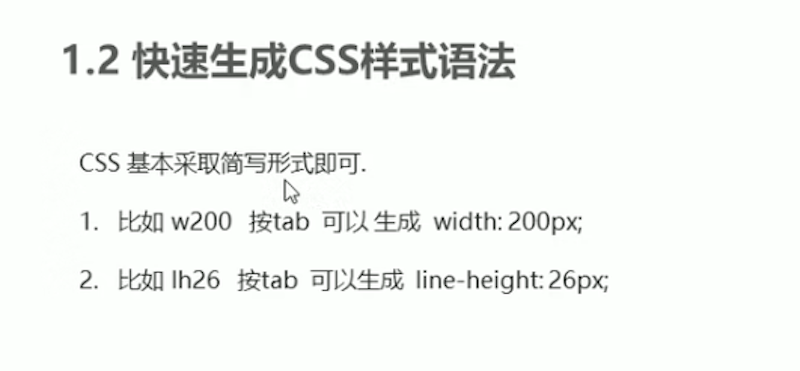 1.2 快速生成CSS样式语法
CSS 基本采取简写形式即可.
1. 比如 w200 按tab 可以 生成 width: 200px;
2. 比如 lh26 按tab 可以生成 line-height: 26px;